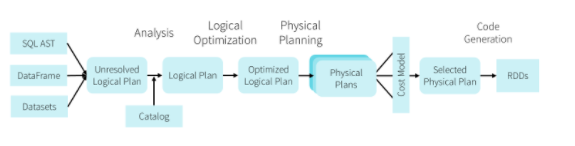 Analysis
Logical
Optimization
Physical
Planning
Code
Generation
SQL AST
DataFrame
Datasets
Unresolved
Logical Plan
Catalog
Logical Plan
Optimized
Logical Plan
Physical
Plans
Cost Model
Selected
Physical Plan
RDDs